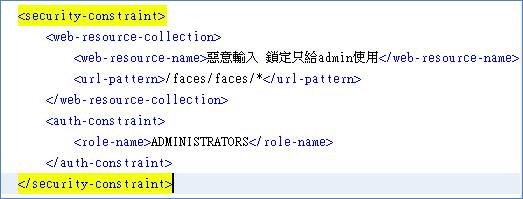 <security-constraint>
<web-resource-collection>
<web-resource-name>惡意輸入 鎖定只給admin使用</web-resource-name>
<url-pattern>/faces/faces/*</url-pattern>
</web-resource-collection>
<auth-constraint>
<role-name>ADMINISTRATORS</role-name>
</auth-constraint>
</security-constraint>